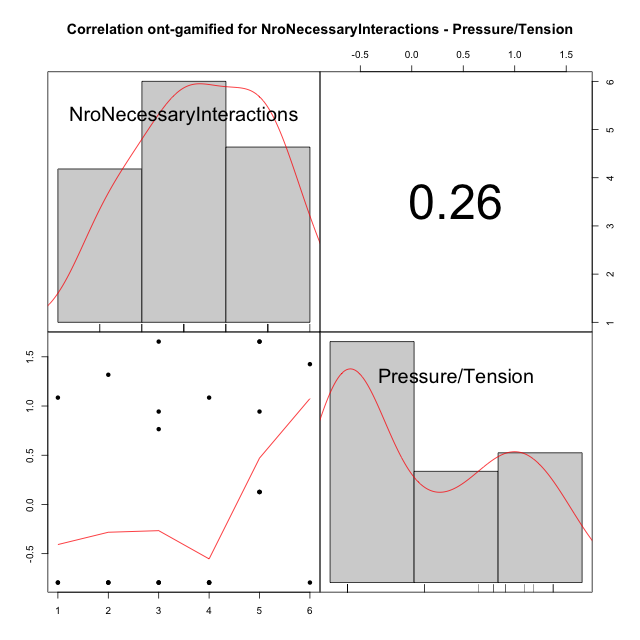 Correlation ont-gamified for NroNecessaryInteractions - Pressure/Tension
-0.5 0.0 0.5 1.0 1.5
NroNecessaryInteractions
0.26
6
5
4
3
2
1
1.5
1.0
0.5
0.0
-0.5
Pressure/Tension
1 2 3 4 5 6